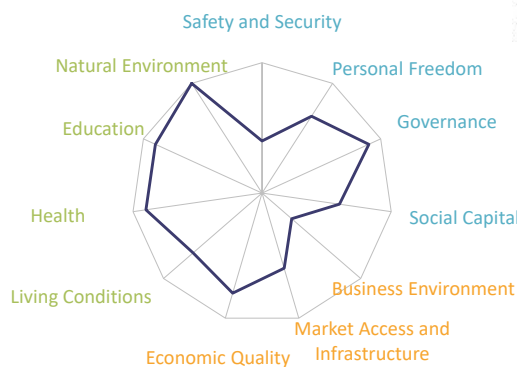 Safety and Security
Natural Environment
Personal Freedom
Education
Governance
Health
Social Capital
Living Conditions
Business Environment
Market Access and
Infrastructure
Economic Quality